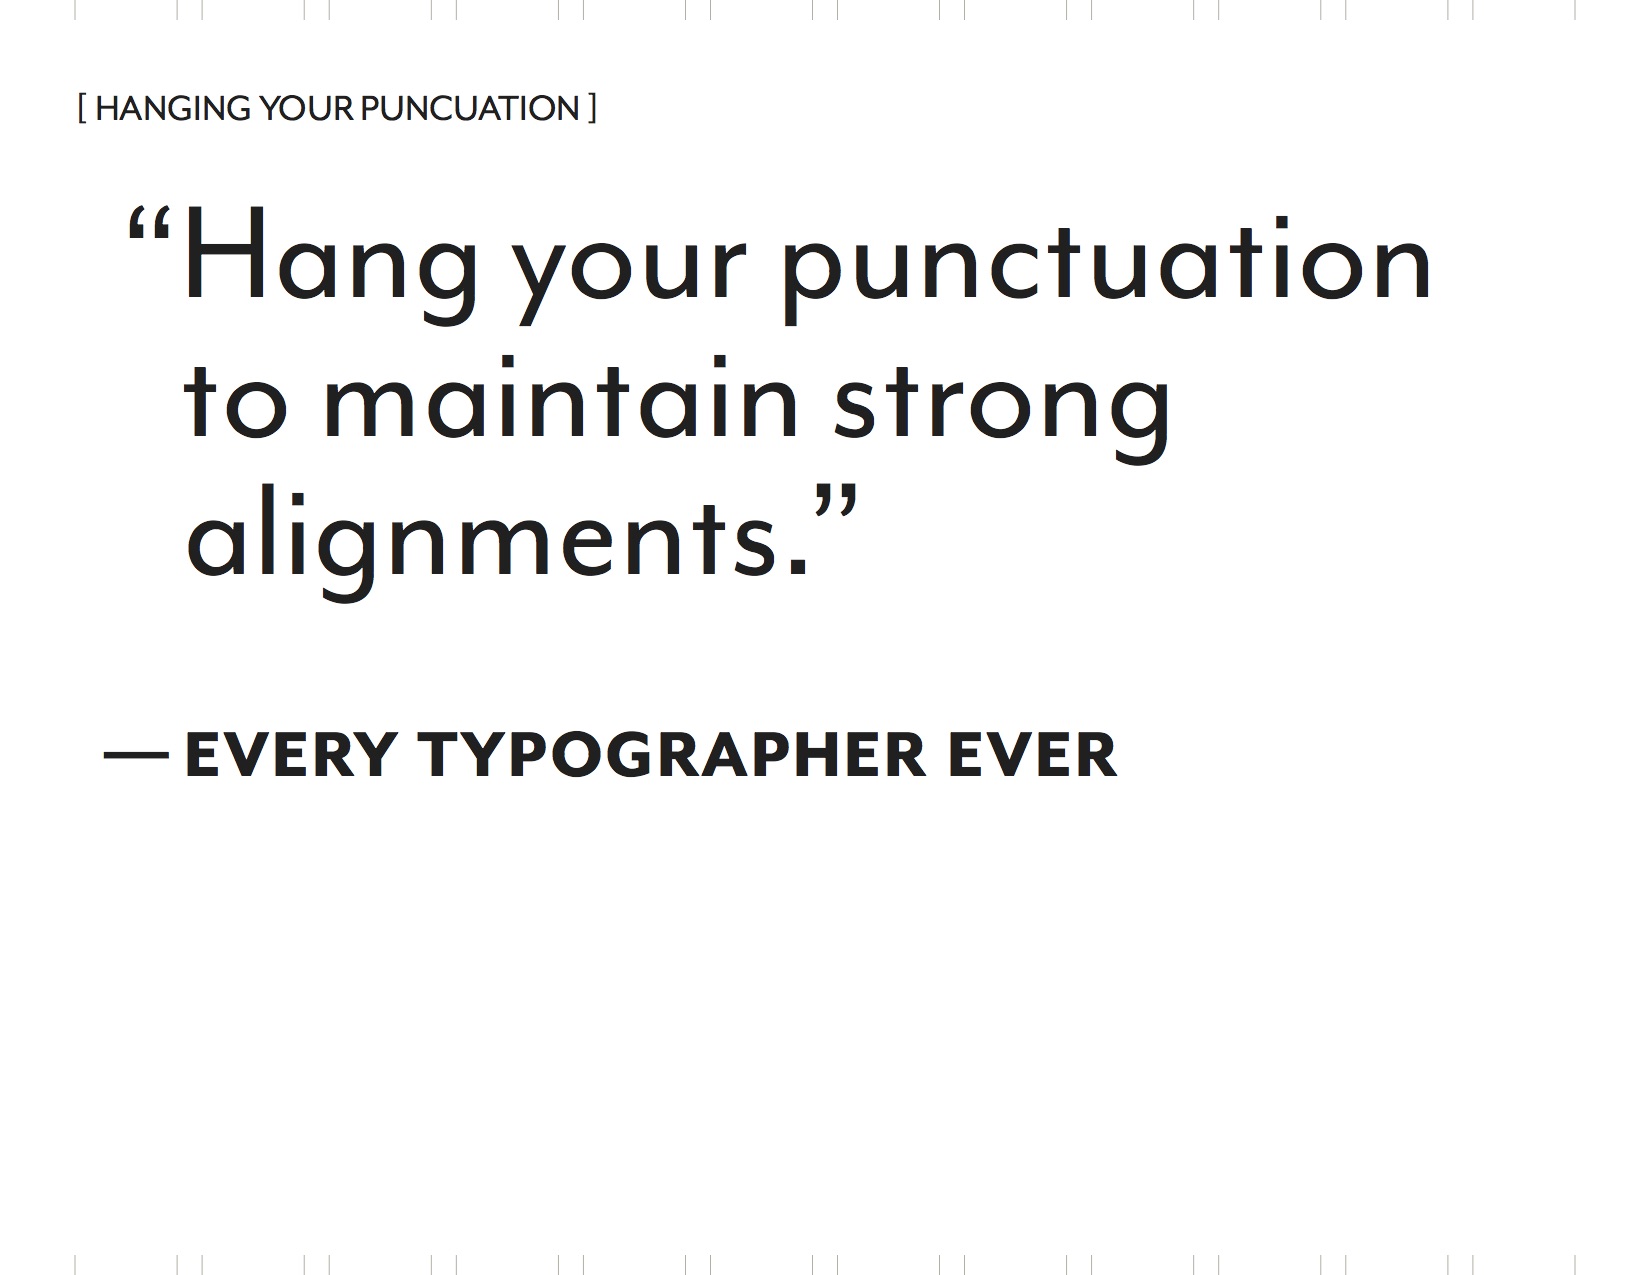 [ HANGING YOUR PUNCUATION ]
“Hang your punctuation
to maintain strong
alignments.”
— EVERY TYPOGRAPHER EVER